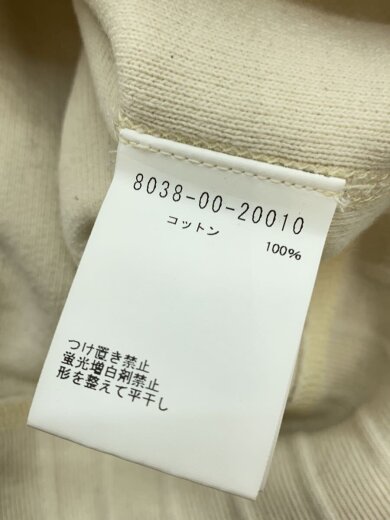 8038-00-20010
コットン 100%
つけ置き禁止
蛍光増白剤禁止
形を整えて平干し